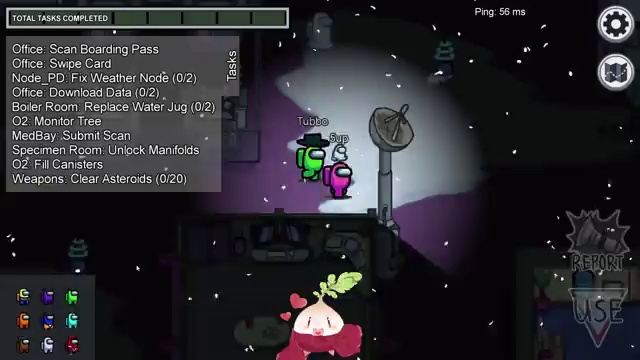 TOTAL TASKS COMPLETED
Ping: 56 ms
Office: Scan Boarding Pass
Office: Swipe Card
Node_PD: Fix Weather Node (0/2)
Office: Download Data (0/2)
Boiler Room: Replace Water Jug (0/2)
O2: Monitor Tree
MedBay: Submit Scan
Specimen Room: Unlock Manifolds
O2: Fill Canisters
Weapons: Clear Asteroids (0/20)
Tasks
Tubbo
5up
REPORT
USE